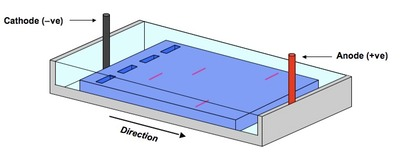 Cathode (–ve)
Anode (+ve)
Direction